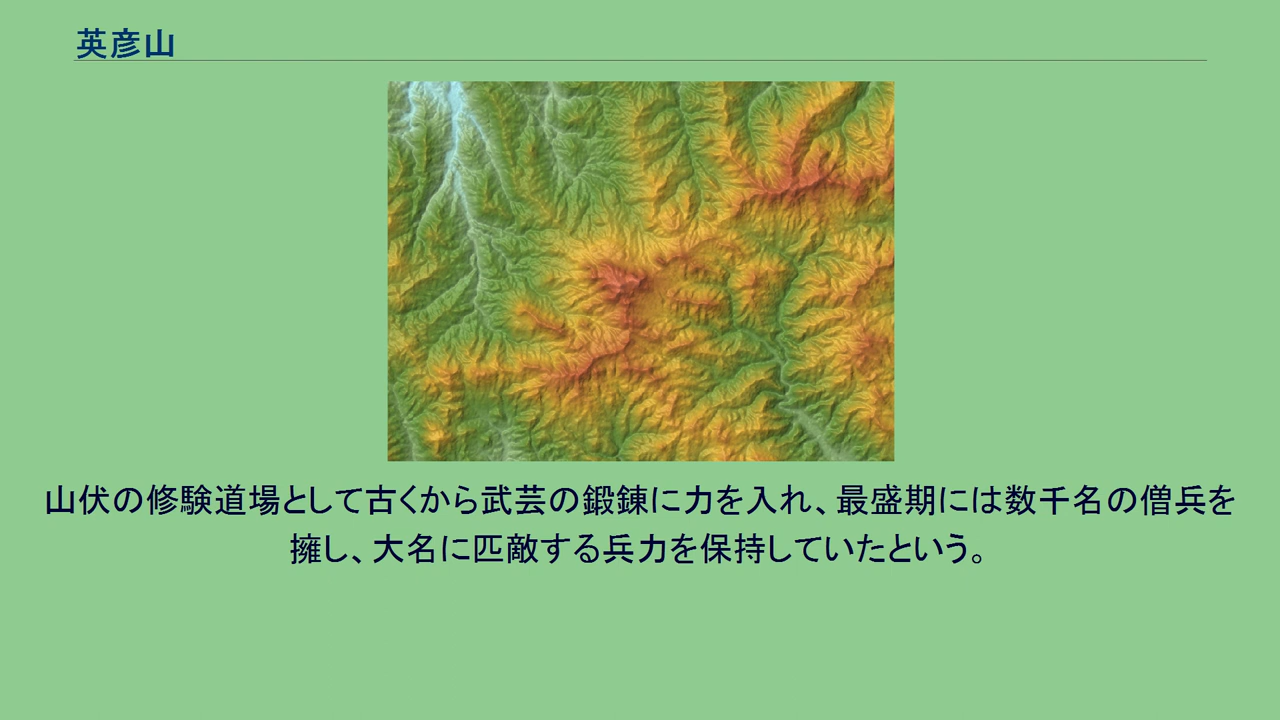 英彦山
山伏の修験道場として古くから武芸の鍛錬に力を入れ、最盛期には数千名の僧兵を
擁し、大名に匹敵する兵力を保持していたという。